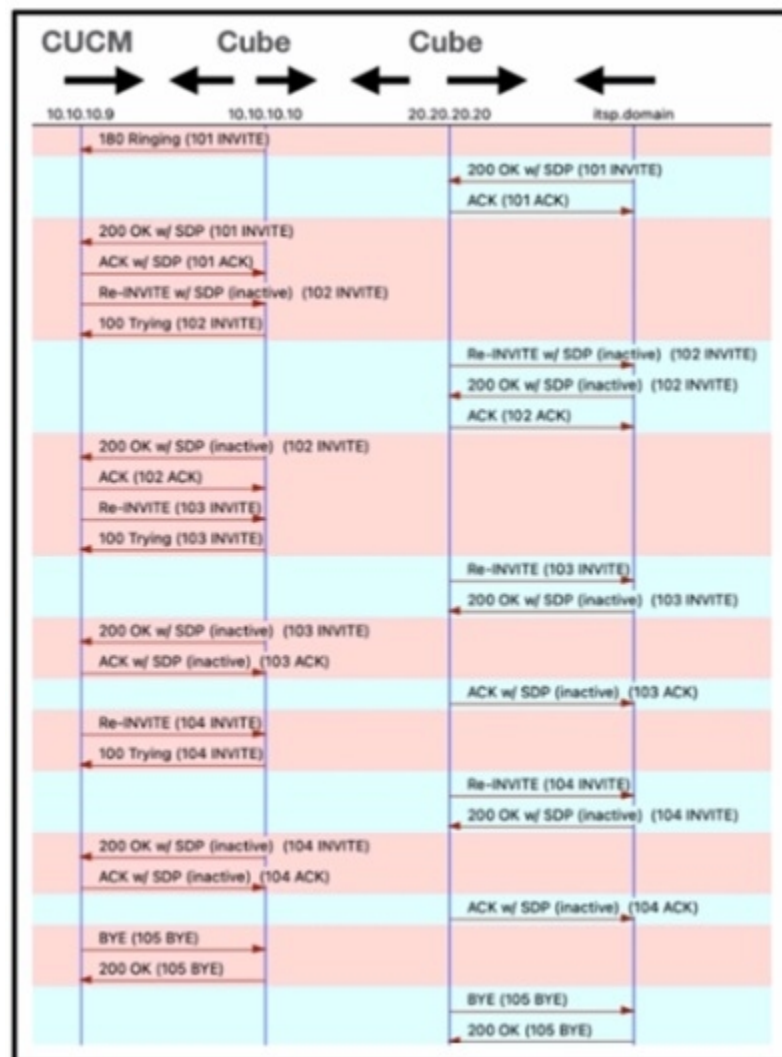 CUCM Cube Cube
10.10.10.9 10.10.10.10 20.20.20.20 itsp.domain
180 Ringing (101 INVITE)
200 OK w/ SDP (101 INVITE)
ACK (101 ACK)
200 OK w/ SDP (101 INVITE)
ACK w/ SDP (101 ACK)
Re-INVITE w/ SDP (inactive) (102 INVITE)
100 Trying (102 INVITE)
Re-INVITE w/ SDP (inactive) (102 INVITE)
200 OK w/ SDP (inactive) (102 INVITE)
ACK (102 ACK)
200 OK w/ SDP (inactive) (102 INVITE)
ACK (102 ACK)
Re-INVITE (103 INVITE)
100 Trying (103 INVITE)
Re-INVITE (103 INVITE)
200 OK w/ SDP (inactive) (103 INVITE)
200 OK w/ SDP (inactive) (103 INVITE)
ACK w/ SDP (inactive) (103 ACK)
ACK w/ SDP (inactive) (103 ACK)
Re-INVITE (104 INVITE)
100 Trying (104 INVITE)
Re-INVITE (104 INVITE)
200 OK w/ SDP (inactive) (104 INVITE)
200 OK w/ SDP (inactive) (104 INVITE)
ACK w/ SDP (inactive) (104 ACK)
ACK w/ SDP (inactive) (104 ACK)
BYE (105 BYE)
200 OK (105 BYE)
BYE (105 BYE)
200 OK (105 BYE)